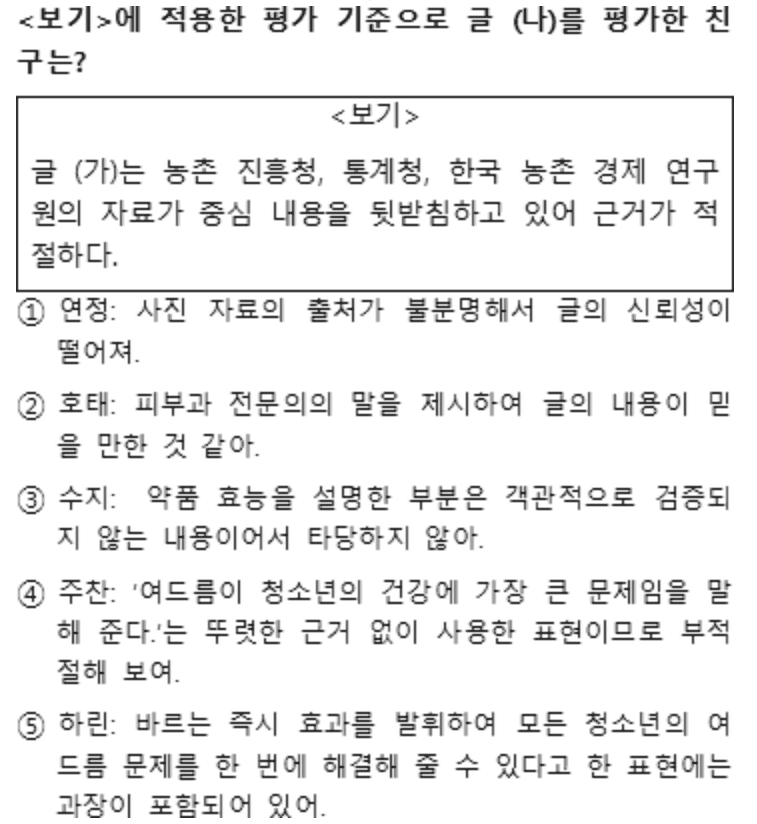 <보기>에 적용한 평가 기준으로 글 (나)를 평가한 친
구는?
<보기>
글 (가)는 농촌 진흥청, 통계청, 한국 농촌 경제 연구
원의 자료가 중심 내용을 뒷받침하고 있어 근거가 적
절하다.
① 연정: 사진 자료의 출처가 불분명해서 글의 신뢰성이
떨어져.
② 호태: 피부과 전문의의 말을 제시하여 글의 내용이 믿
을 만한 것 같아.
③ 수지: 약품 효능을 설명한 부분은 객관적으로 검증되
지 않는 내용이어서 타당하지 않아.
④ 주찬: '여드름이 청소년의 건강에 가장 큰 문제임을 말
해 준다.'는 뚜렷한 근거 없이 사용한 표현이므로 부적
절해 보여.
⑤ 하린: 바르는 즉시 효과를 발휘하여 모든 청소년의 여
드름 문제를 한 번에 해결해 줄 수 있다고 한 표현에는
과장이 포함되어 있어.